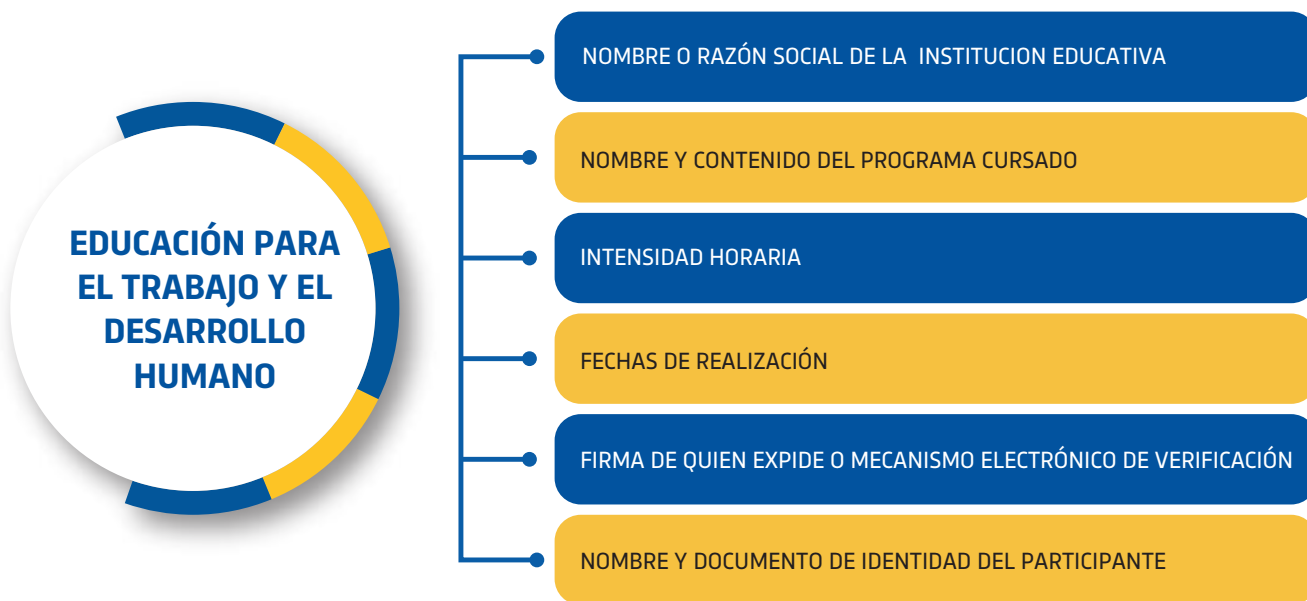 EDUCACIÓN PARA
EL TRABAJO Y EL
DESARROLLO
HUMANO
NOMBRE O RAZÓN SOCIAL DE LA INSTITUCION EDUCATIVA
NOMBRE Y CONTENIDO DEL PROGRAMA CURSADO
INTENSIDAD HORARIA
FECHAS DE REALIZACIÓN
FIRMA DE QUIEN EXPIDE O MECANISMO ELECTRÓNICO DE VERIFICACIÓN
NOMBRE Y DOCUMENTO DE IDENTIDAD DEL PARTICIPANTE